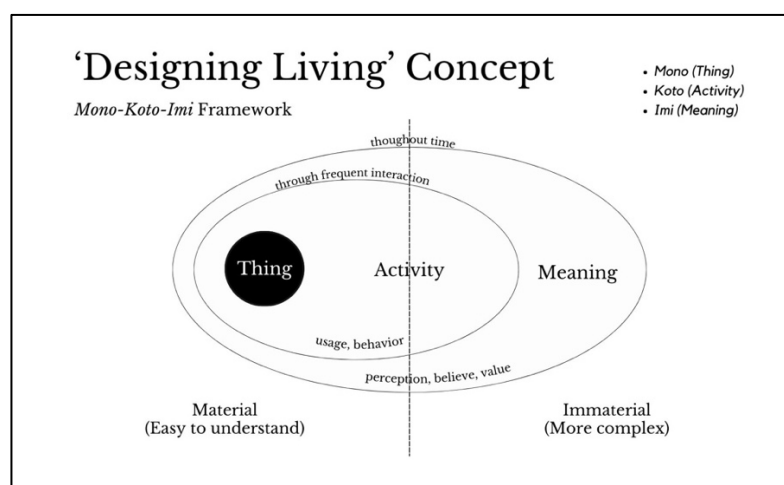 ‘Designing Living’ Concept
Mono-Koto-Imi Framework
• Mono (Thing)
• Koto (Activity)
• Imi (Meaning)
thoughout time
through frequent interaction
Thing
Activity
Meaning
usage, behavior
perception, believe, value
Material
(Easy to understand)
Immaterial
(More complex)